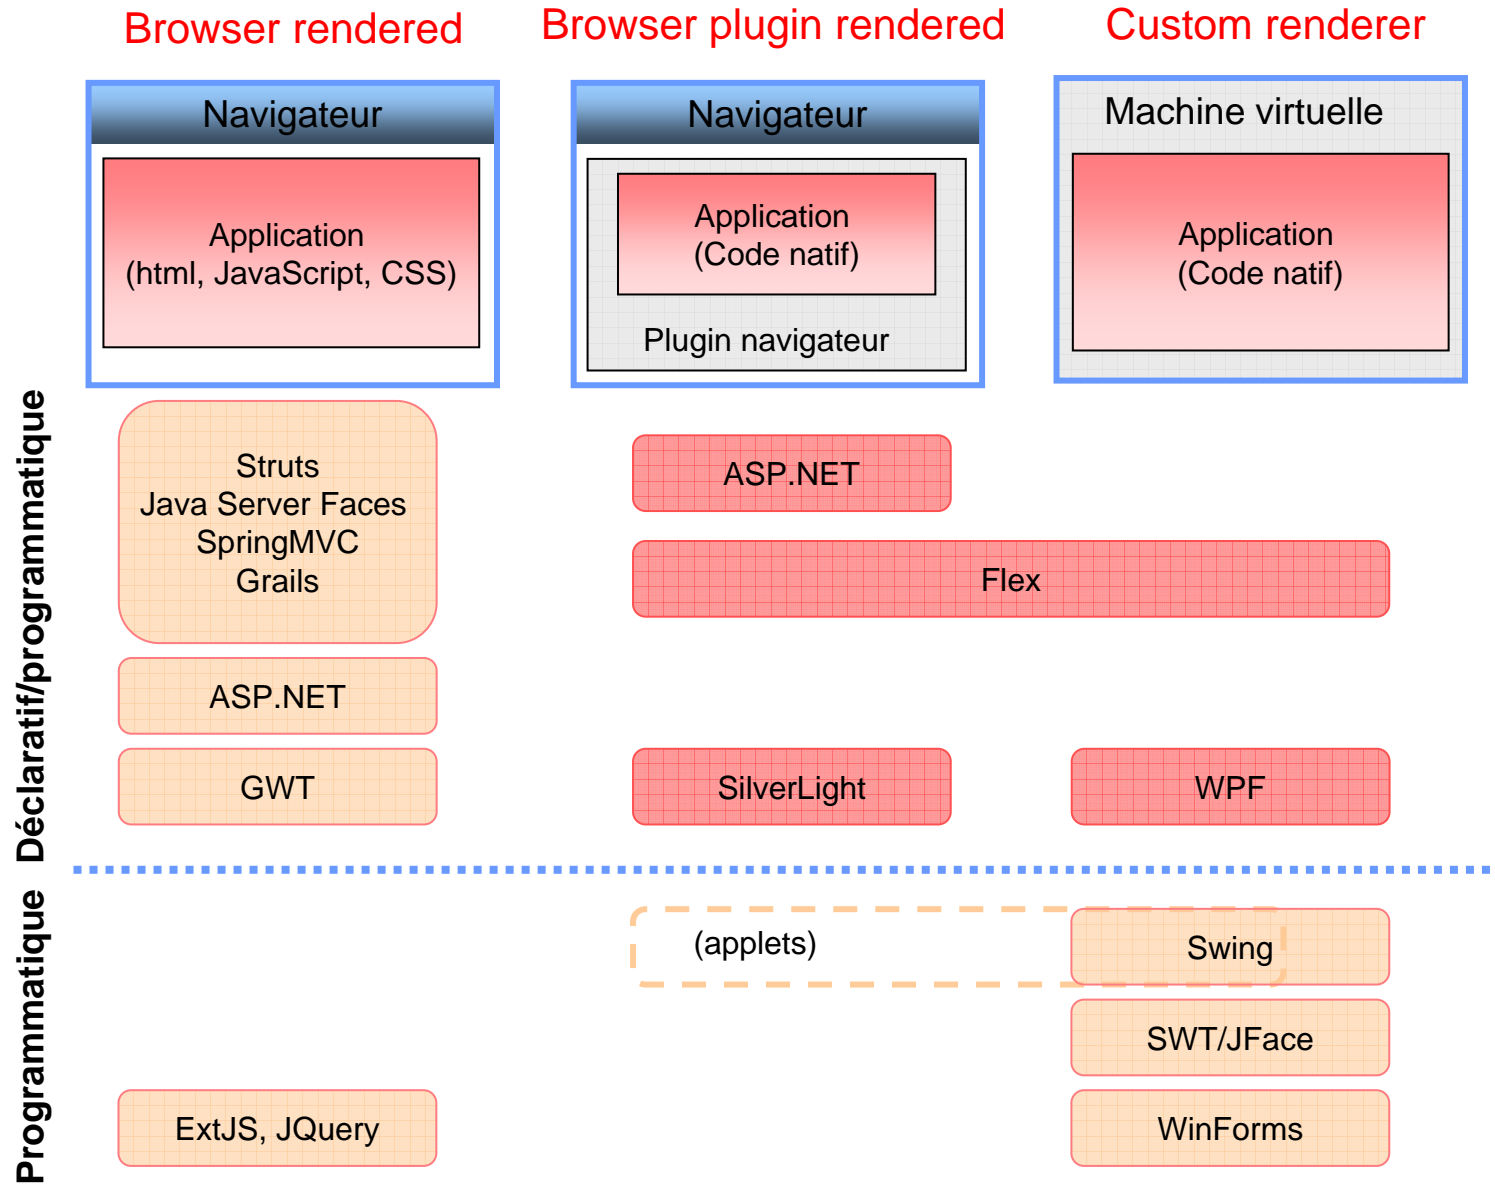 Browser rendered
Browser plugin rendered
Custom renderer
Navigateur
Application
(html, JavaScript, CSS)
Navigateur
Application
(Code natif)
Plugin navigateur
Machine virtuelle
Application
(Code natif)
Déclaratif/programmatique
Struts
Java Server Faces
SpringMVC
Grails
ASP.NET
GWT
ASP.NET
Flex
SilverLight
WPF
Programmatique
(applets)
Swing
SWT/JFace
ExtJS, JQuery
WinForms